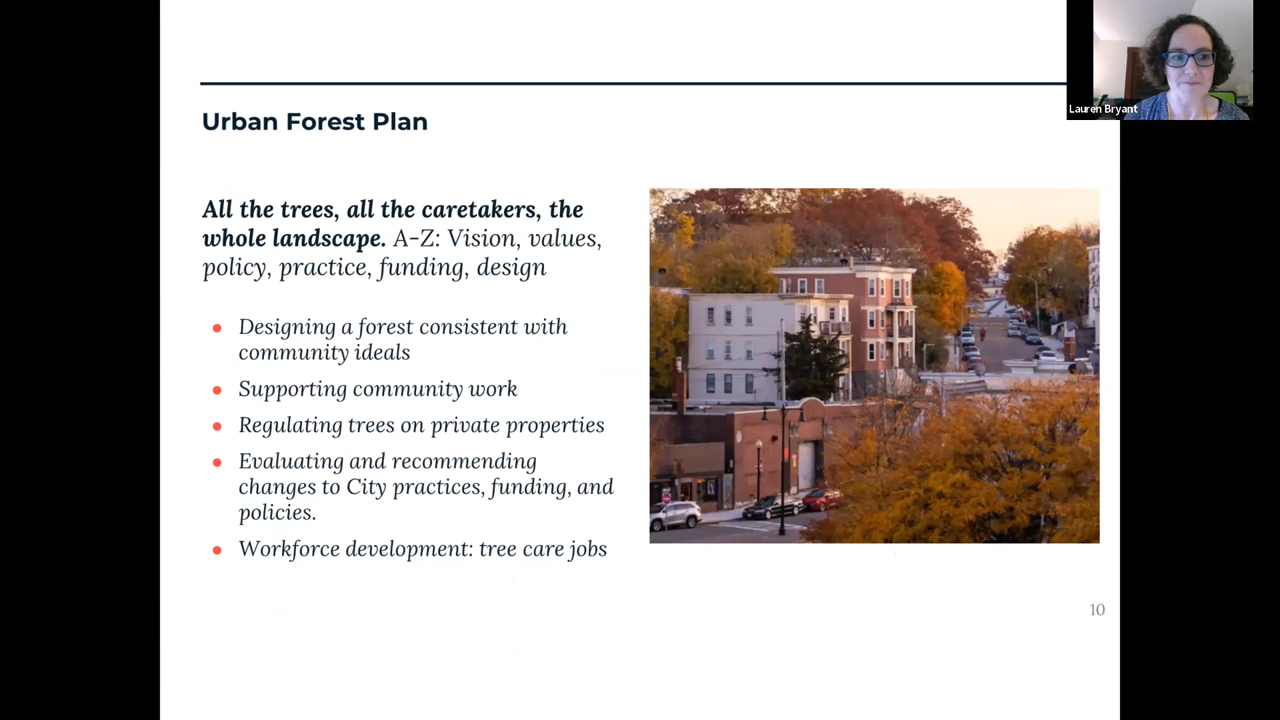 Lauren Bryant
Urban Forest Plan
All the trees, all the caretakers, the
whole landscape. A-Z: Vision, values,
policy, practice, funding, design
● Designing a forest consistent with
community ideals
● Supporting community work
● Regulating trees on private properties
● Evaluating and recommending
changes to City practices, funding, and
policies.
● Workforce development: tree care jobs
10